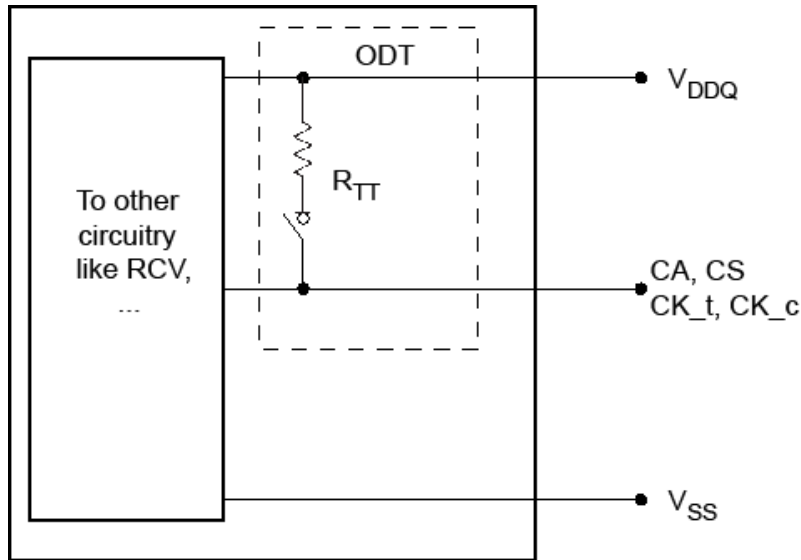 ODT
V_DDQ
R_TT
To other
circuitry
like RCV,
...
CA, CS
CK_t, CK_c
V_SS